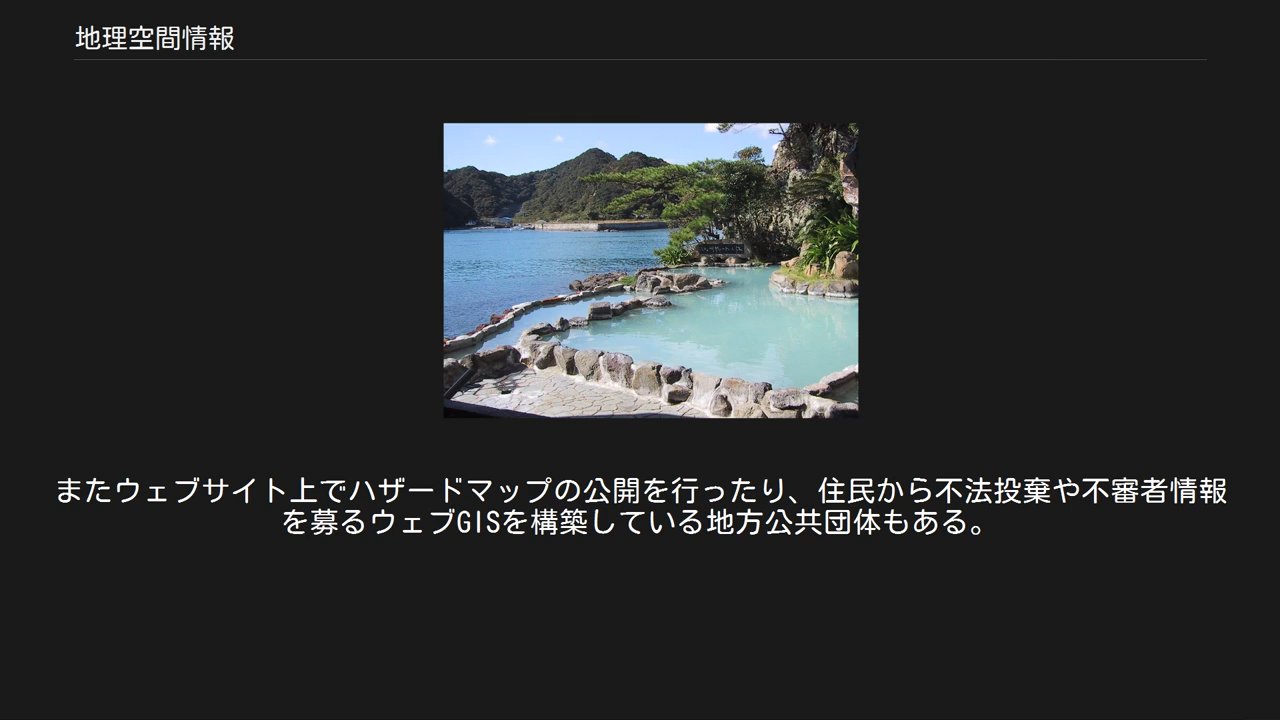 地理空間情報
またウェブサイト上でハザードマップの公開を行ったり、住民から不法投棄や不審者情報
を募るウェブGISを構築している地方公共団体もある。